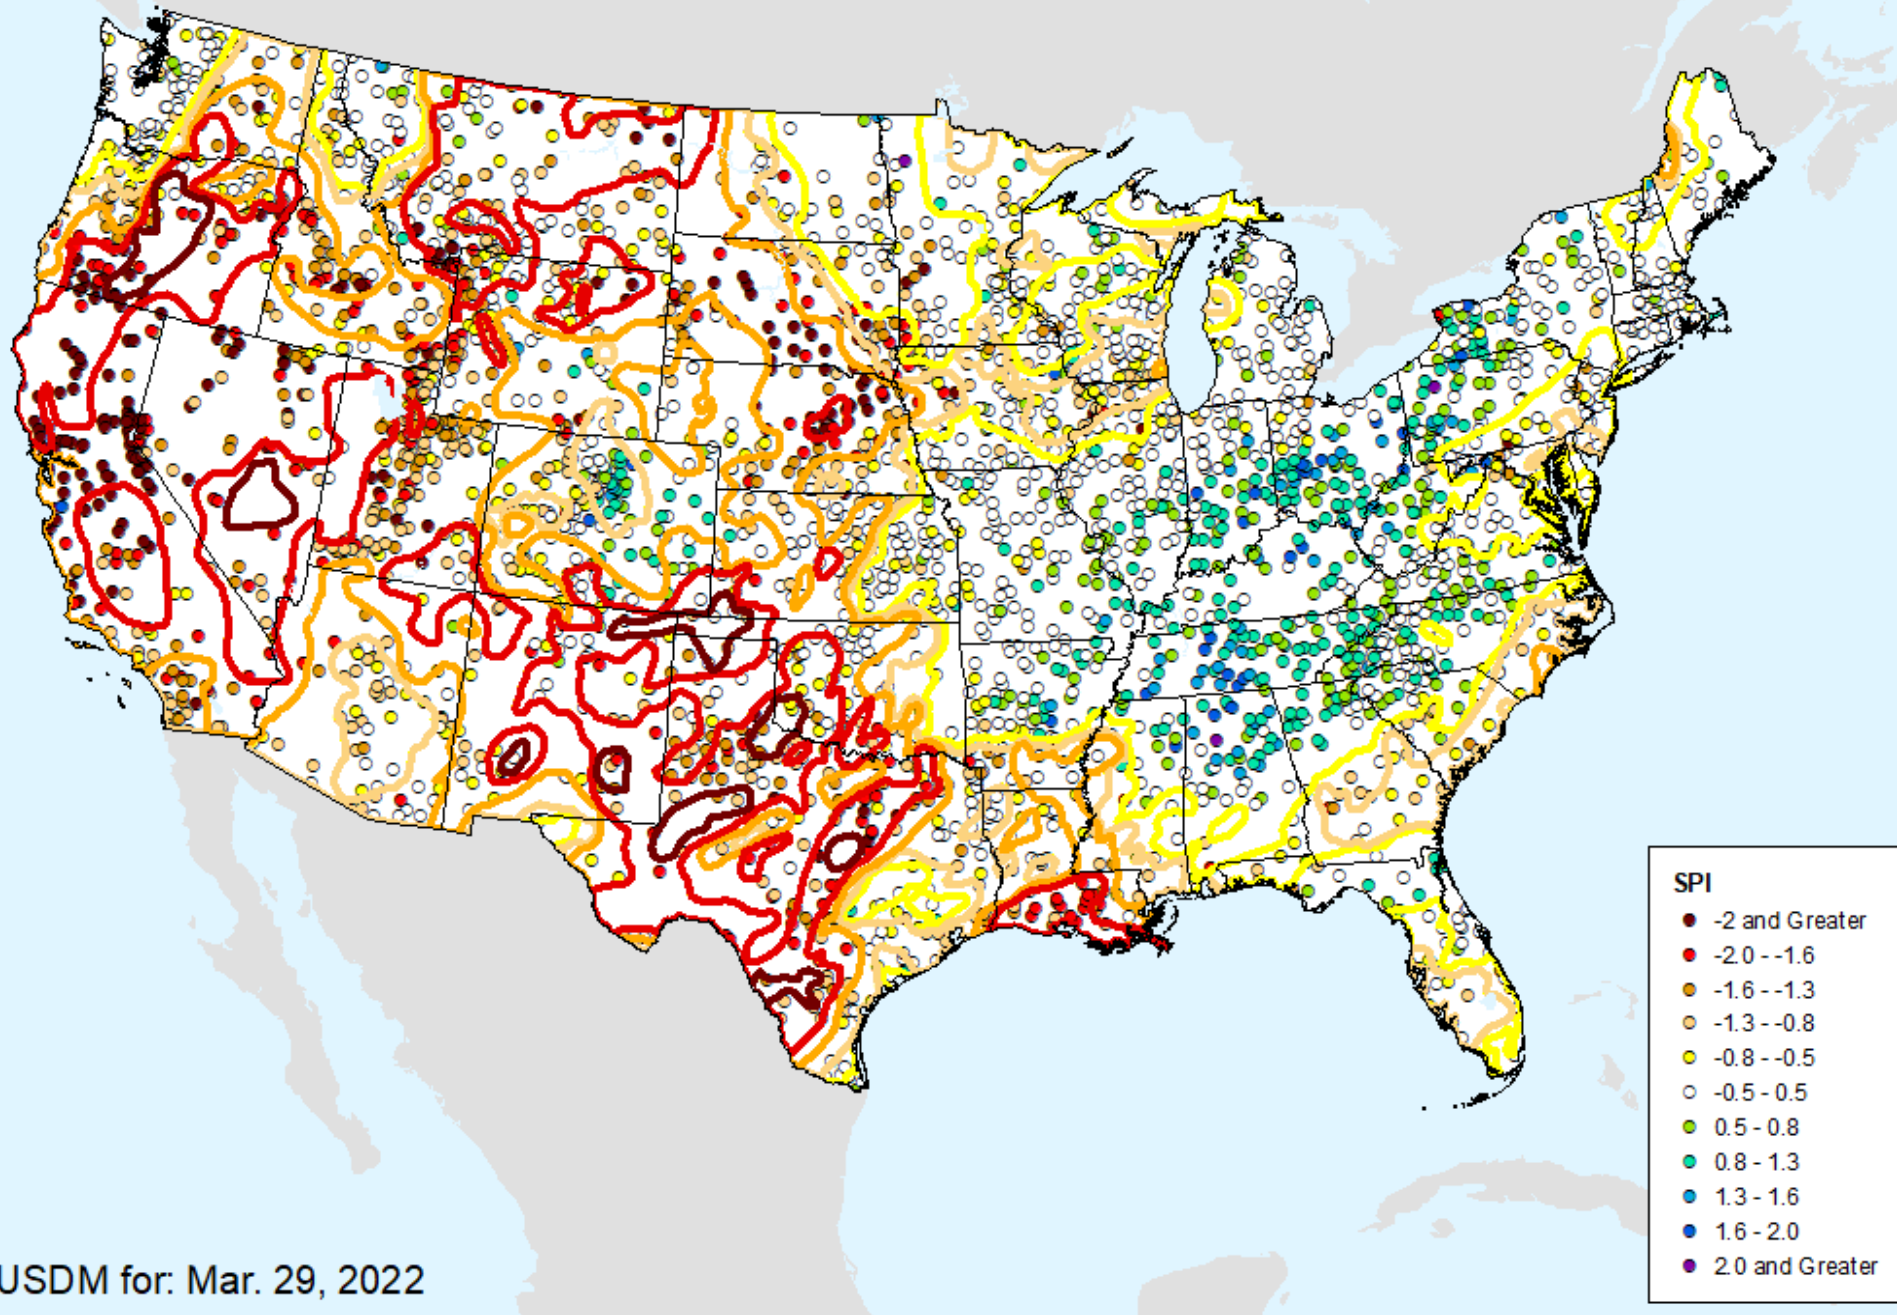 SPI
-2 and Greater
-2.0 - -1.6
-1.6 - -1.3
-1.3 - -0.8
-0.8 - -0.5
-0.5 - 0.5
0.5 - 0.8
0.8 - 1.3
1.3 - 1.6
1.6 - 2.0
2.0 and Greater
USDM for: Mar. 29, 2022